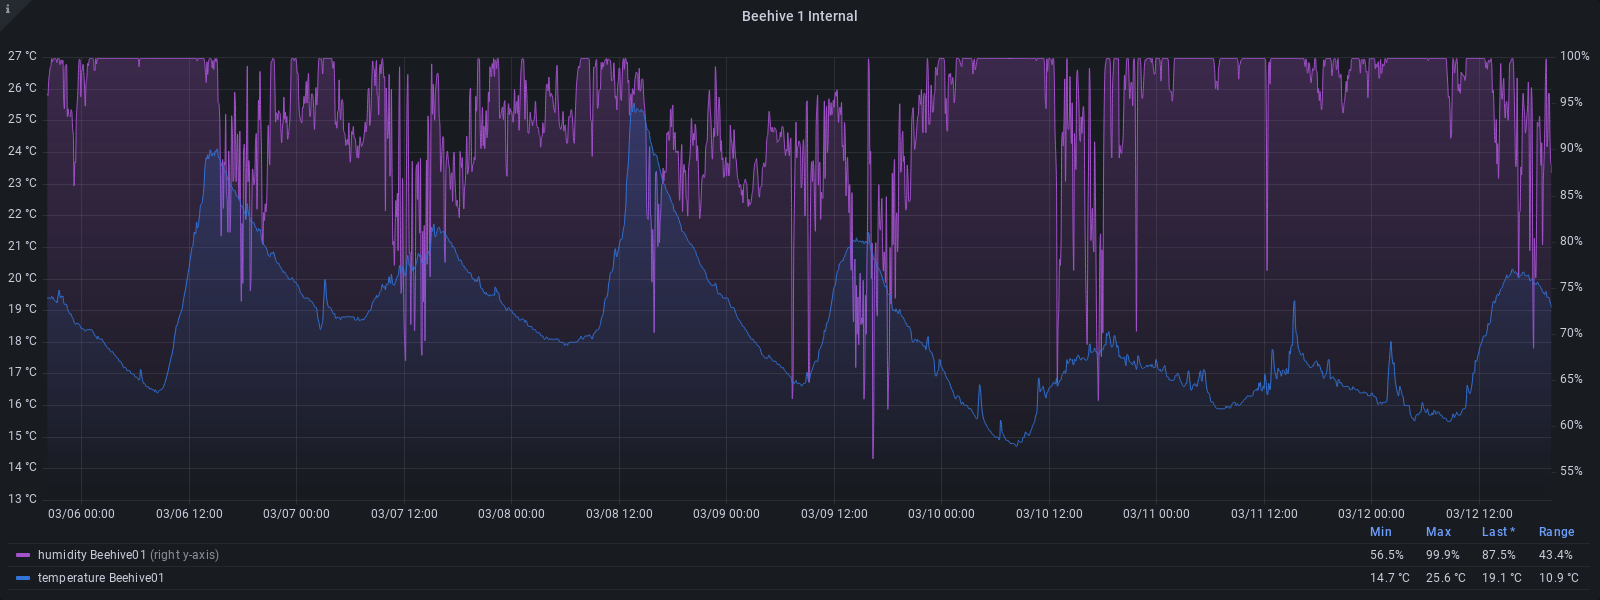 i
Beehive 1 Internal
27 °C 100%
26 °C 95%
25 °C 90%
24 °C 85%
23 °C 80%
22 °C 75%
21 °C 70%
20 °C 65%
19 °C 60%
18 °C 55%
17 °C
16 °C
15 °C
14 °C
13 °C
03/06 00:00 03/06 12:00 03/07 00:00 03/07 12:00 03/08 00:00 03/08 12:00 03/09 00:00 03/09 12:00 03/10 00:00 03/10 12:00 03/11 00:00 03/11 12:00 03/12 00:00 03/12 12:00
Min Max Last * Range
humidity Beehive01 (right y-axis) 56.5% 99.9% 87.5% 43.4%
temperature Beehive01 14.7 °C 25.6 °C 19.1 °C 10.9 °C